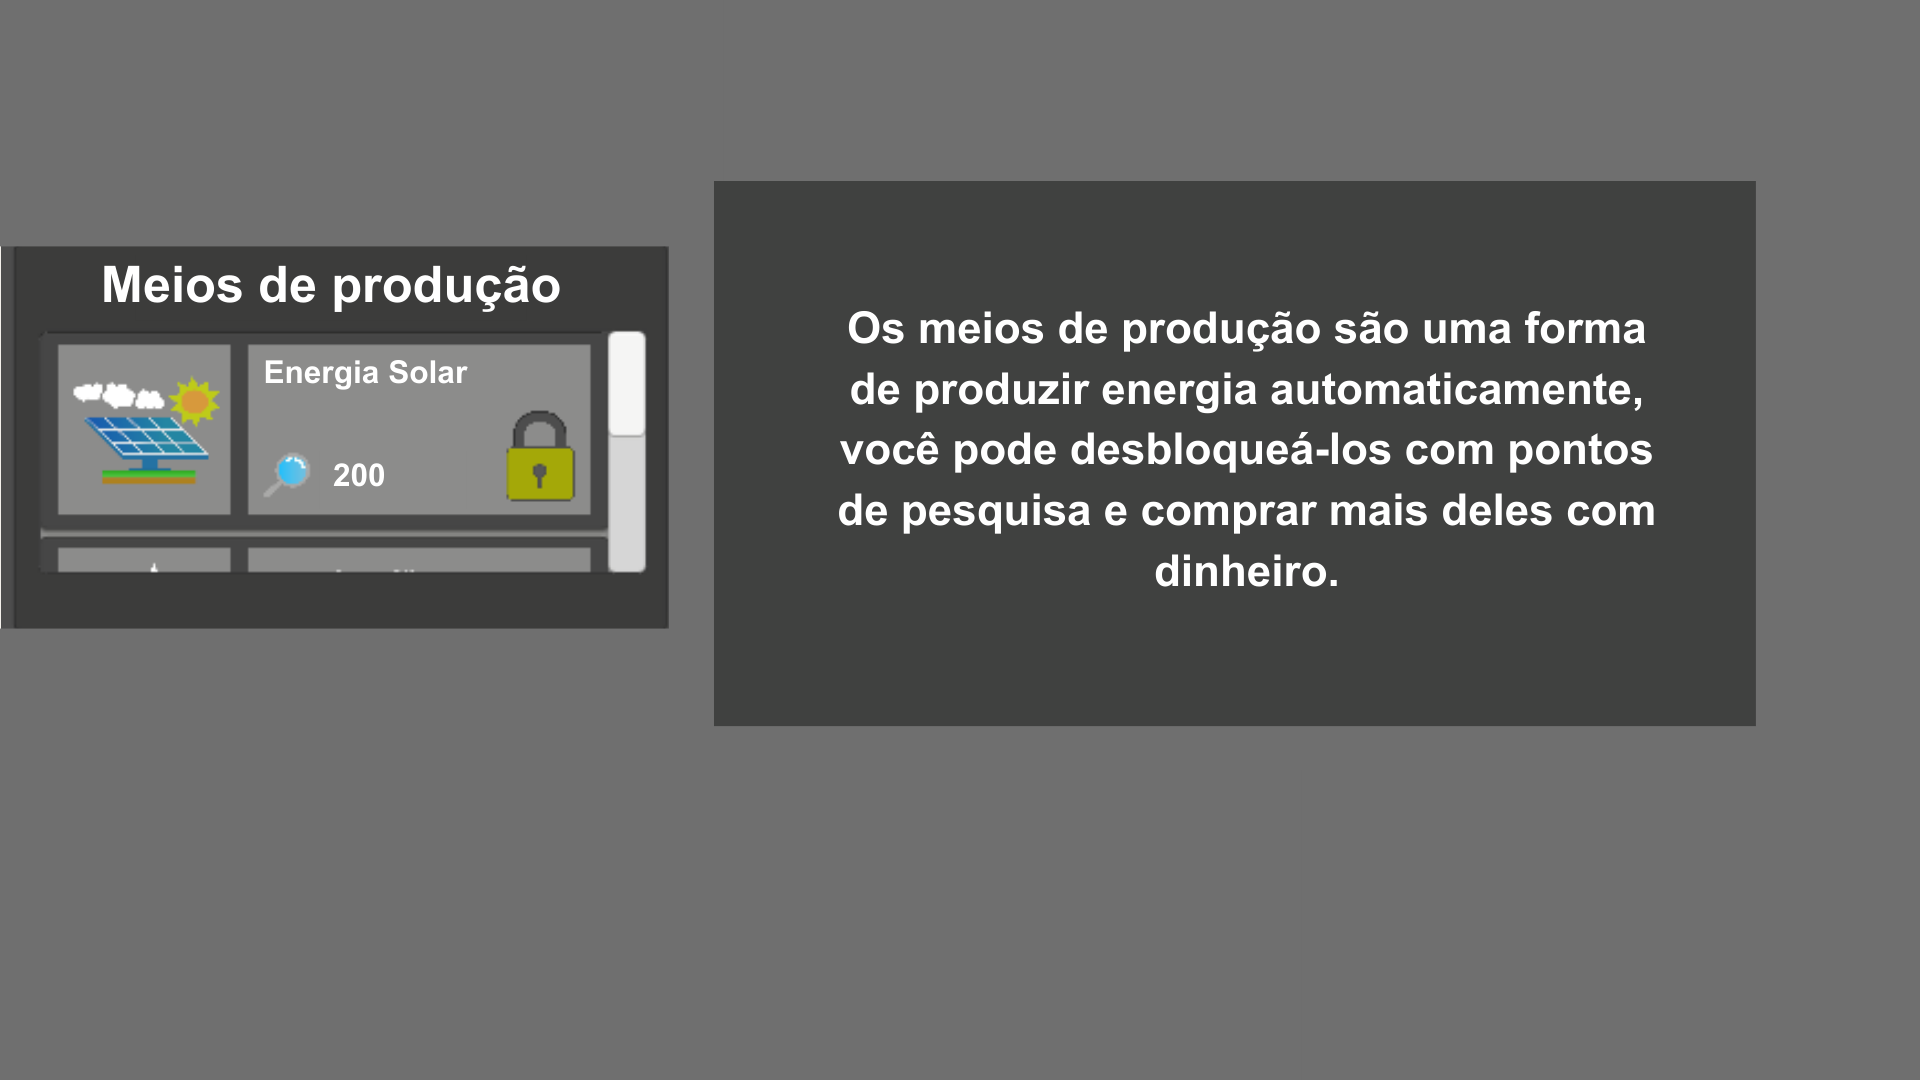 Meios de produção
Energia Solar
200
Os meios de produção são uma forma
de produzir energia automaticamente,
você pode desbloqueá-los com pontos
de pesquisa e comprar mais deles com
dinheiro.